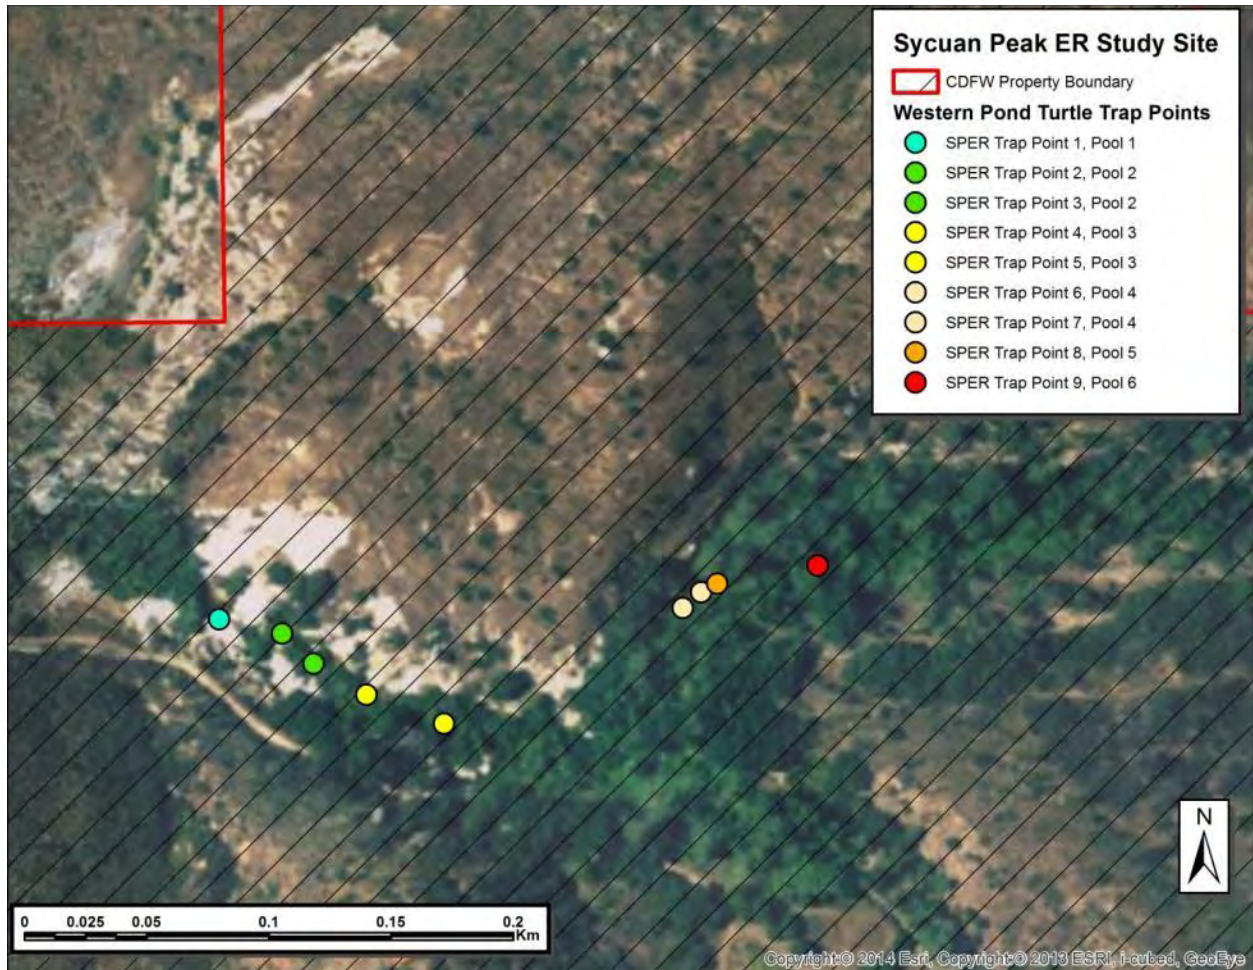 Sycuan Peak ER Study Site
CDFW Property Boundary
Western Pond Turtle Trap Points
SPER Trap Point 1, Pool 1
SPER Trap Point 2, Pool 2
SPER Trap Point 3, Pool 2
SPER Trap Point 4, Pool 3
SPER Trap Point 5, Pool 3
SPER Trap Point 6, Pool 4
SPER Trap Point 7, Pool 4
SPER Trap Point 8, Pool 5
SPER Trap Point 9, Pool 6
N
0 0.025 0.05 0.1 0.15 0.2
Km
Copyright:© 2014 Esri, Copyright:© 2013 ESRI, i-cubed, GeoEye